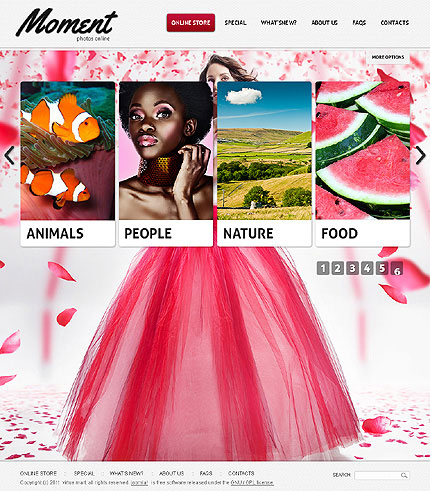 Moment
photos online
ONLINE STORE SPECIAL WHAT'S NEW? ABOUT US FAQS CONTACTS
MORE OPTIONS
ANIMALS PEOPLE NATURE FOOD
1 2 3 4 5 6
ONLINE STORE :: SPECIAL :: WHAT'S NEW? :: ABOUT US :: FAQS :: CONTACTS
SEARCH
Copyright (c) 2011 Virtue mart. all rights reserved. Joomla! is free software released under the GNU/GPL license.